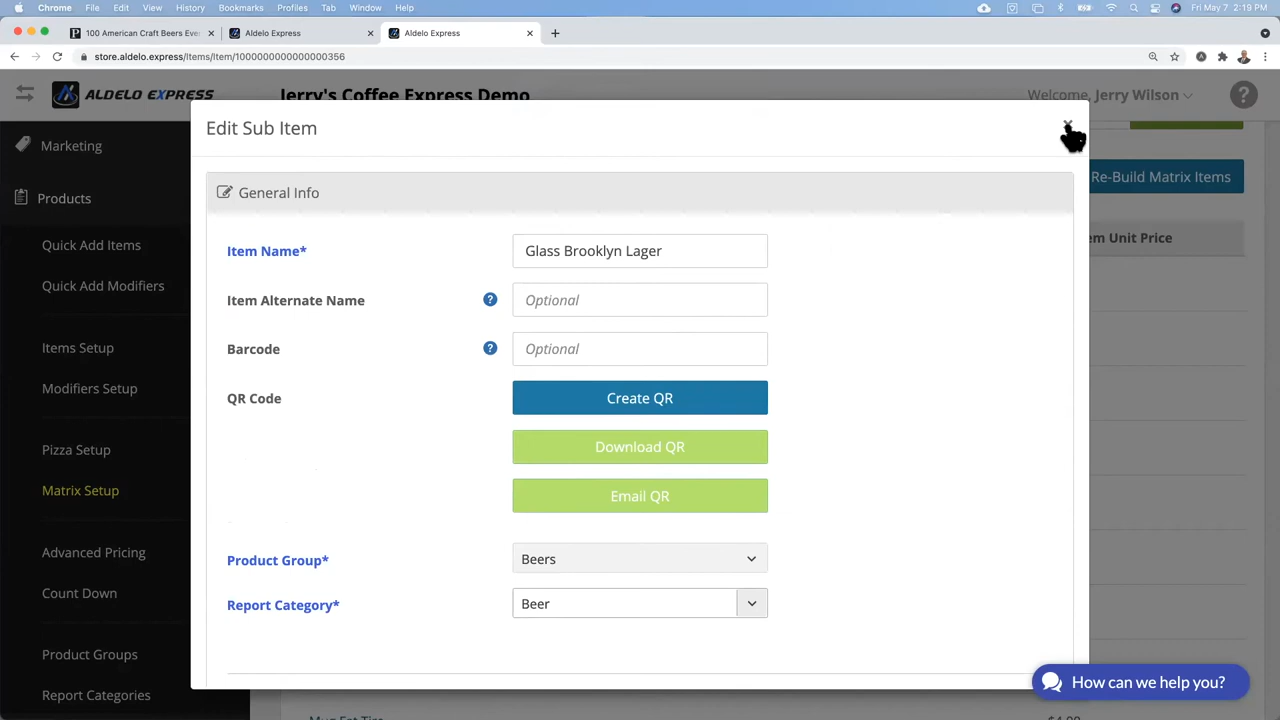 Chrome File Edit View History Bookmarks Profiles Tab Window Help Fri May 7 2:19 PM
100 American Craft Beers Eve Aldelo Express Aldelo Express
store.aldelo.express/Items/Item/1000000000000000356
ALDELO EXPRESS Jerry's Coffee Express Demo Welcome, Jerry Wilson
Edit Sub Item
Marketing
Re-Build Matrix Items
General Info
Products
em Unit Price
Quick Add Items
Item Name* Glass Brooklyn Lager
Quick Add Modifiers
Item Alternate Name ? Optional
Items Setup
Barcode ? Optional
Modifiers Setup
QR Code Create QR
Pizza Setup
Download QR
Matrix Setup
Email QR
Advanced Pricing
Product Group* Beers
Count Down
Report Category* Beer
Product Groups
How can we help you?
Report Categories